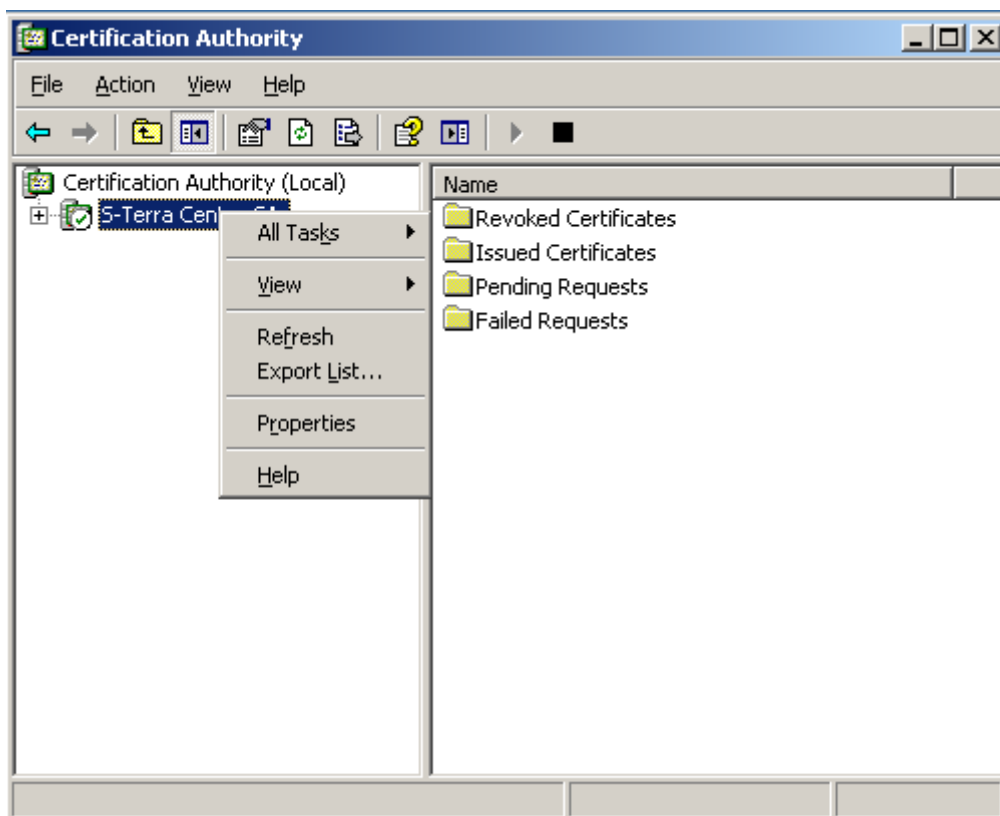 Certification Authority
File Action View Help
Certification Authority (Local)
S-Terra
All Tasks
View
Refresh
Export List...
Properties
Help
Name
Revoked Certificates
Issued Certificates
Pending Requests
Failed Requests